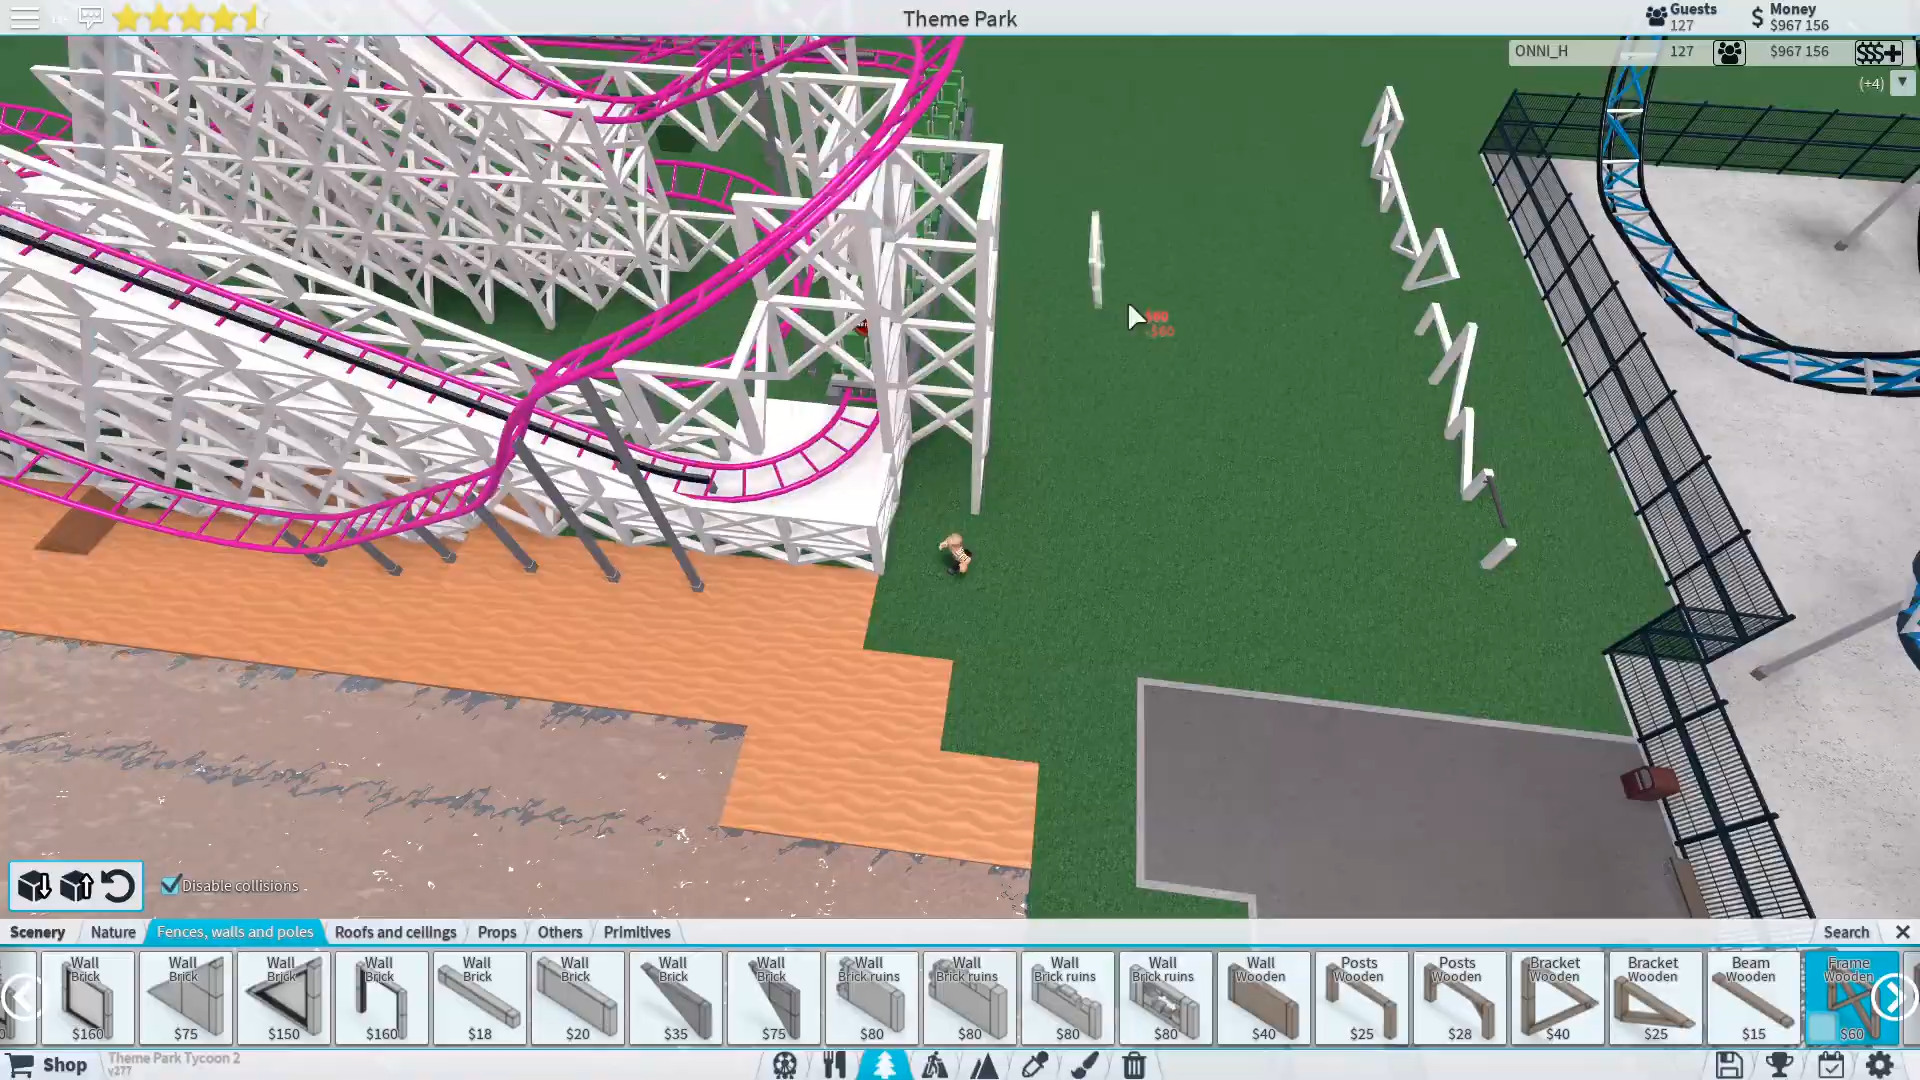 Theme Park
Guests
127
$ Money
$967 156
ONNI_H 127 $967 156 $$$+
(+4)
$60
-$60
Disable collisions
Scenery Nature Fences, walls and poles Roofs and ceilings Props Others Primitives Search
Wall Brick $160
Wall Brick $75
Wall Brick $150
Wall Brick $160
Wall Brick $18
Wall Brick $20
Wall Brick $35
Wall Brick $75
Wall Brick ruins $80
Wall Brick ruins $80
Wall Brick ruins $80
Wall Brick ruins $80
Wall Wooden $40
Posts Wooden $25
Posts Wooden $28
Bracket Wooden $40
Bracket Wooden $25
Beam Wooden $15
Frame Wooden $60
Shop
Theme Park Tycoon 2
v277